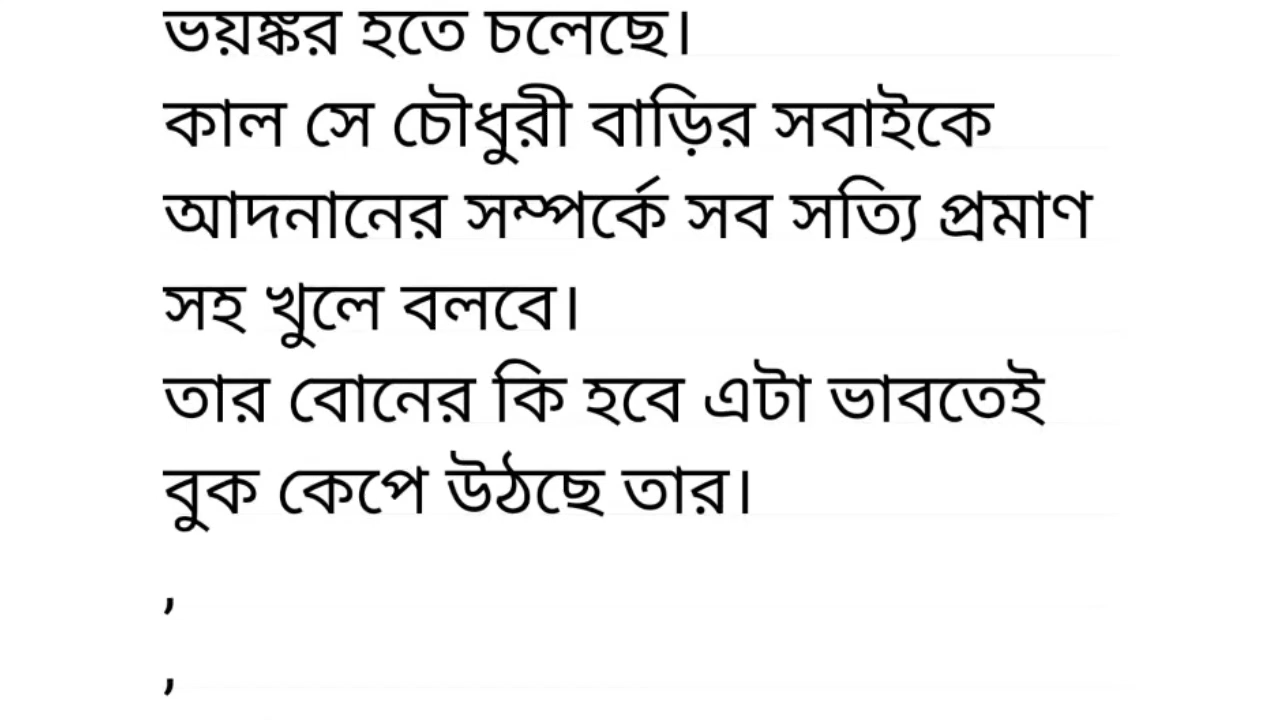 ভয়ঙ্কর হতে চলেছে।
কাল সে চৌধুরী বাড়ির সবাইকে
আদনানের সম্পর্কে সব সত্যি প্রমাণ
সহ খুলে বলবে।
তার বোনের কি হবে এটা ভাবতেই
বুক কেপে উঠছে তার।
,
,